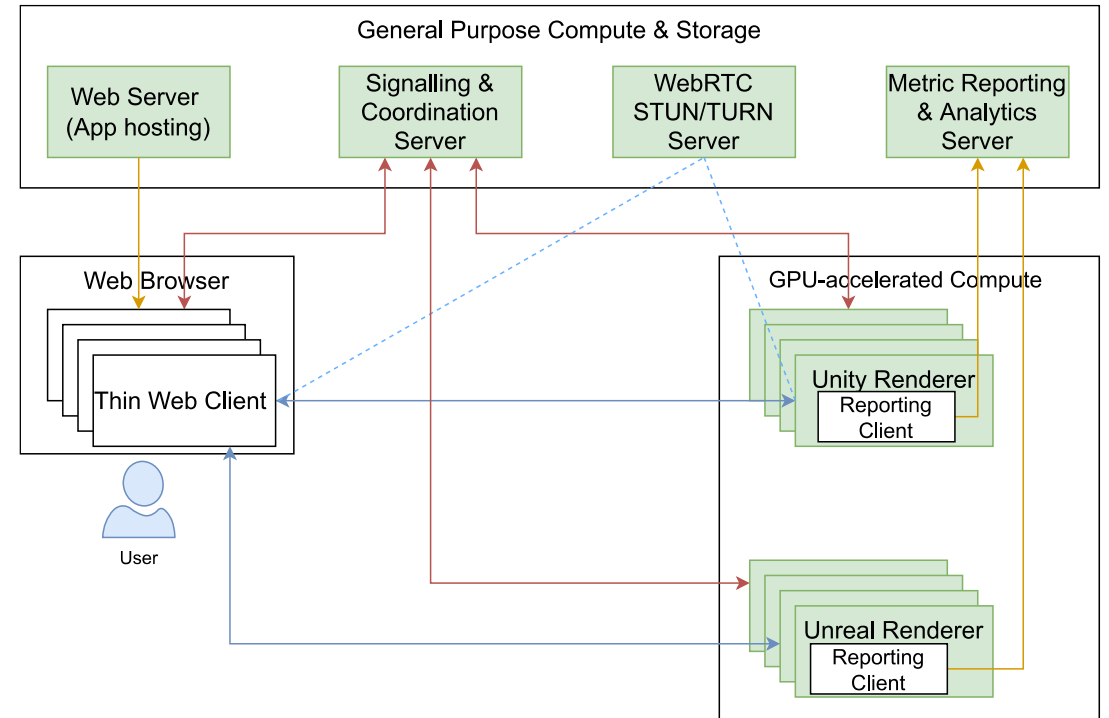 General Purpose Compute & Storage
Web Server
(App hosting)
Signalling &
Coordination
Server
WebRTC
STUN/TURN
Server
Metric Reporting
& Analytics
Server
Web Browser
Thin Web Client
User
GPU-accelerated Compute
Unity Renderer
Reporting
Client
Unreal Renderer
Reporting
Client